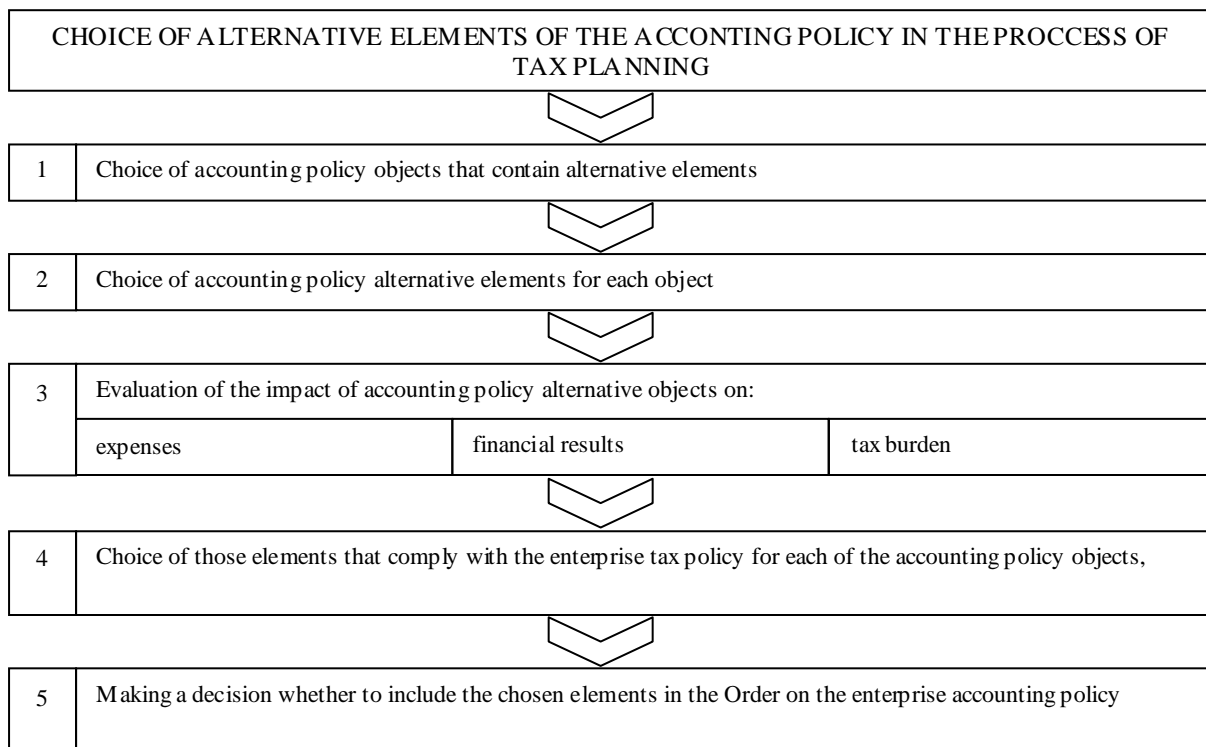 CHOICE OF ALTERNATIVE ELEMENTS OF THE ACCONTING POLICY IN THE PROCCESS OF
TAX PLANNING
1 Choice of accounting policy objects that contain alternative elements
2 Choice of accounting policy alternative elements for each object
3 Evaluation of the impact of accounting policy alternative objects on:
expenses financial results tax burden
4 Choice of those elements that comply with the enterprise tax policy for each of the accounting policy objects,
5 Making a decision whether to include the chosen elements in the Order on the enterprise accounting policy